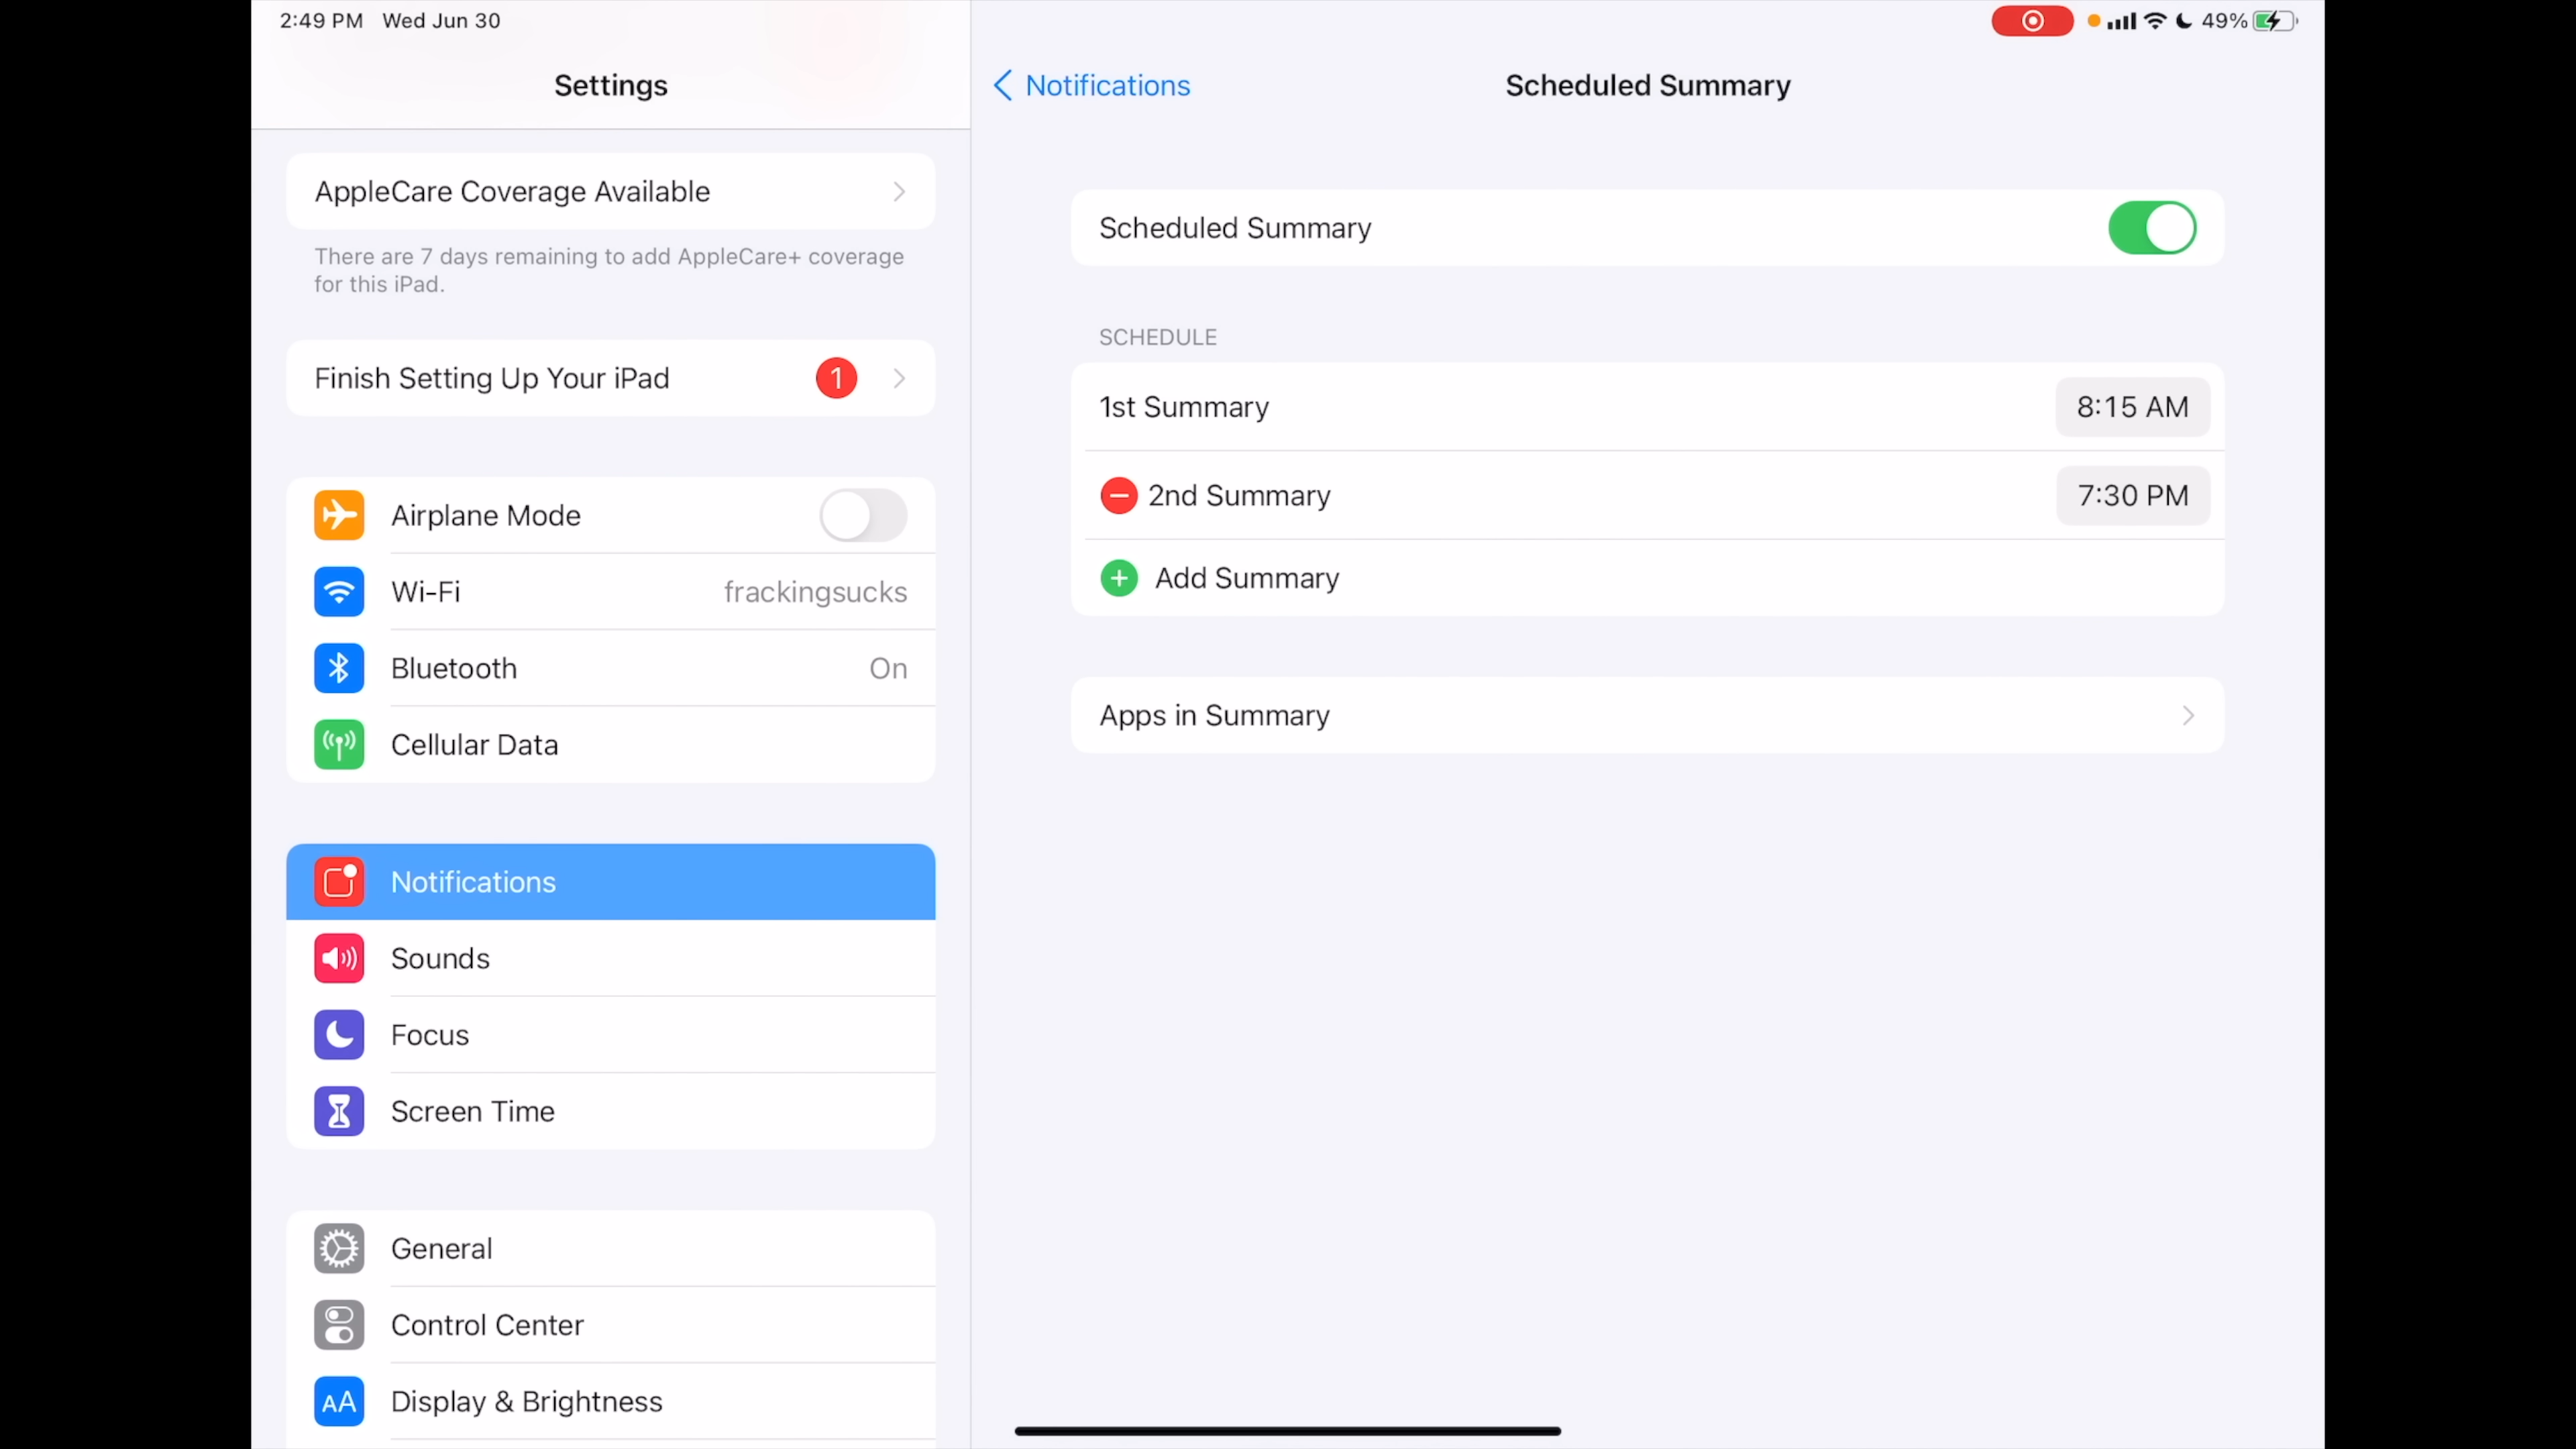 2:49 PM Wed Jun 30
49%
Settings
AppleCare Coverage Available
There are 7 days remaining to add AppleCare+ coverage
for this iPad.
Finish Setting Up Your iPad 1
Airplane Mode
Wi-Fi frackingsucks
Bluetooth On
Cellular Data
Notifications
Sounds
Focus
Screen Time
General
Control Center
AA Display & Brightness
Notifications
Scheduled Summary
Scheduled Summary
SCHEDULE
1st Summary 8:15 AM
2nd Summary 7:30 PM
Add Summary
Apps in Summary